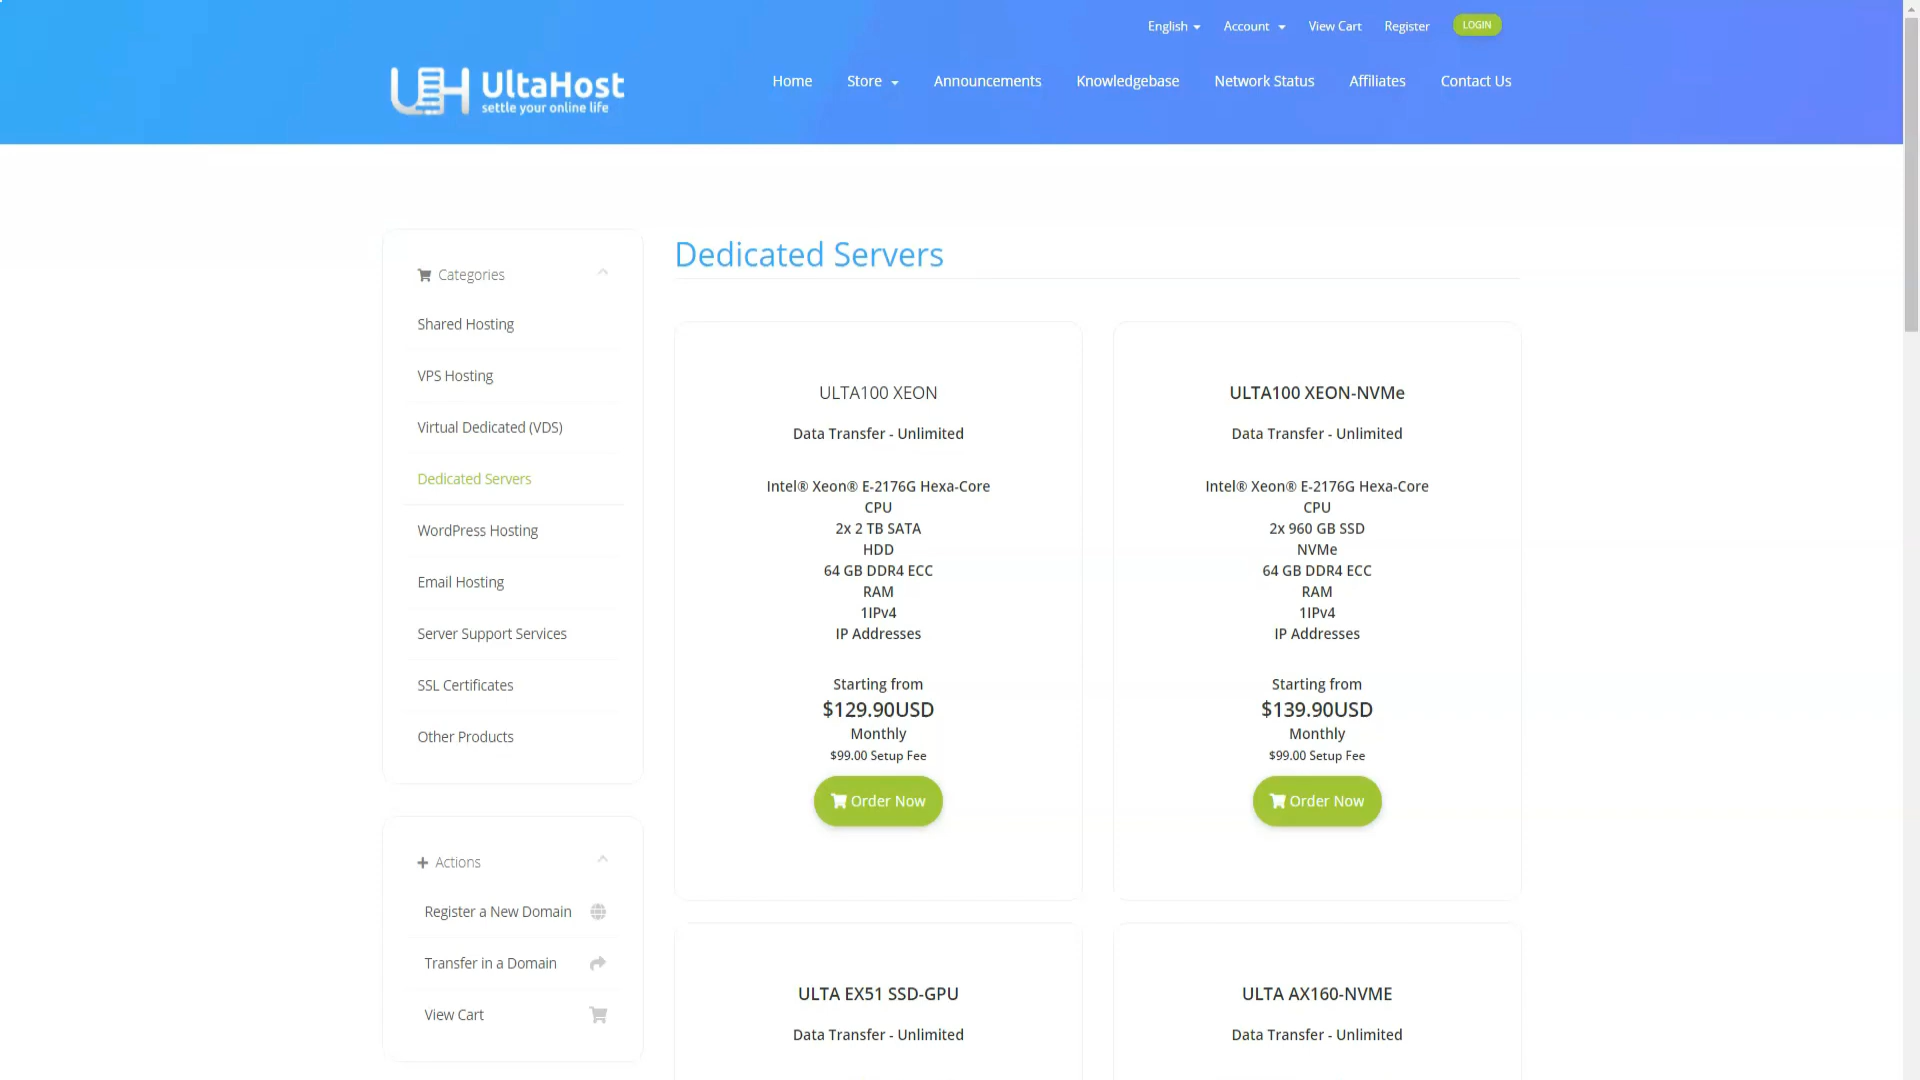 English
Account
View Cart
Register
LOGIN
UH UltaHost
settle your online life
Home
Store
Announcements
Knowledgebase
Network Status
Affiliates
Contact Us
Categories
Shared Hosting
VPS Hosting
Virtual Dedicated (VDS)
Dedicated Servers
WordPress Hosting
Email Hosting
Server Support Services
SSL Certificates
Other Products
Actions
Register a New Domain
Transfer in a Domain
View Cart
Dedicated Servers
ULTA100 XEON
Data Transfer - Unlimited
Intel® Xeon® E-2176G Hexa-Core
CPU
2x 2 TB SATA
HDD
64 GB DDR4 ECC
RAM
1IPv4
IP Addresses
Starting from
$129.90USD
Monthly
$99.00 Setup Fee
Order Now
ULTA100 XEON-NVMe
Data Transfer - Unlimited
Intel® Xeon® E-2176G Hexa-Core
CPU
2x 960 GB SSD
NVMe
64 GB DDR4 ECC
RAM
1IPv4
IP Addresses
Starting from
$139.90USD
Monthly
$99.00 Setup Fee
Order Now
ULTA EX51 SSD-GPU
Data Transfer - Unlimited
ULTA AX160-NVME
Data Transfer - Unlimited